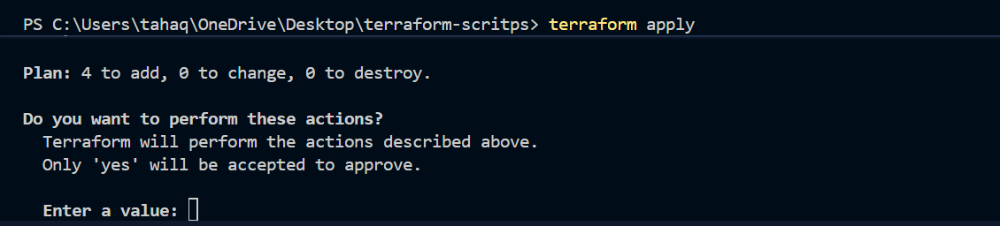 PS C:\Users\tahaq\OneDrive\Desktop\terraform-scritps> terraform apply
Plan: 4 to add, 0 to change, 0 to destroy.
Do you want to perform these actions?
Terraform will perform the actions described above.
Only 'yes' will be accepted to approve.
Enter a value: